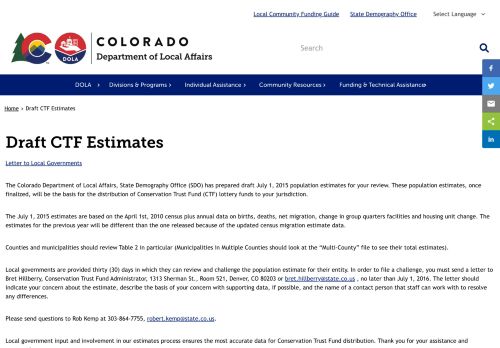 Local Community Funding Guide State Demography Office Select Language
COLORADO
Department of Local Affairs
DOLA
Search
DOLA Divisions & Programs Individual Assistance Community Resources Funding & Technical Assistance
Home › Draft CTF Estimates
Draft CTF Estimates
Letter to Local Governments
The Colorado Department of Local Affairs, State Demography Office (SDO) has prepared draft July 1, 2015 population estimates for your review. These population estimates, once
finalized, will be the basis for the distribution of Conservation Trust Fund (CTF) lottery funds to your jurisdiction.
The July 1, 2015 estimates are based on the April 1st, 2010 census plus annual data on births, deaths, net migration, change in group quarters facilities and housing unit change. The
estimates for the previous year will be different than the one released because of the updated census migration estimate data.
Counties and municipalities should review Table 2 in particular (Municipalities in Multiple Counties should look at the "Multi-County" file to see their total estimates).
Local governments are provided thirty (30) days in which they can review and challenge the population estimate for their entity. In order to file a challenge, you must send a letter to
Bret Hillberry, Conservation Trust Fund Administrator, 1313 Sherman St., Room 521, Denver, CO 80203 or bret.hillberry@state.co.us , no later than July 1, 2016. The letter should
indicate your concern about the estimate, describe the basis of your concern with supporting data, if possible, and the name of a contact person that staff can work with to resolve
any differences.
Please send questions to Rob Kemp at 303-864-7755, robert.kemp@state.co.us.
Local government input and involvement in our estimates process ensures the most accurate data for Conservation Trust Fund distribution. Thank you for your assistance and